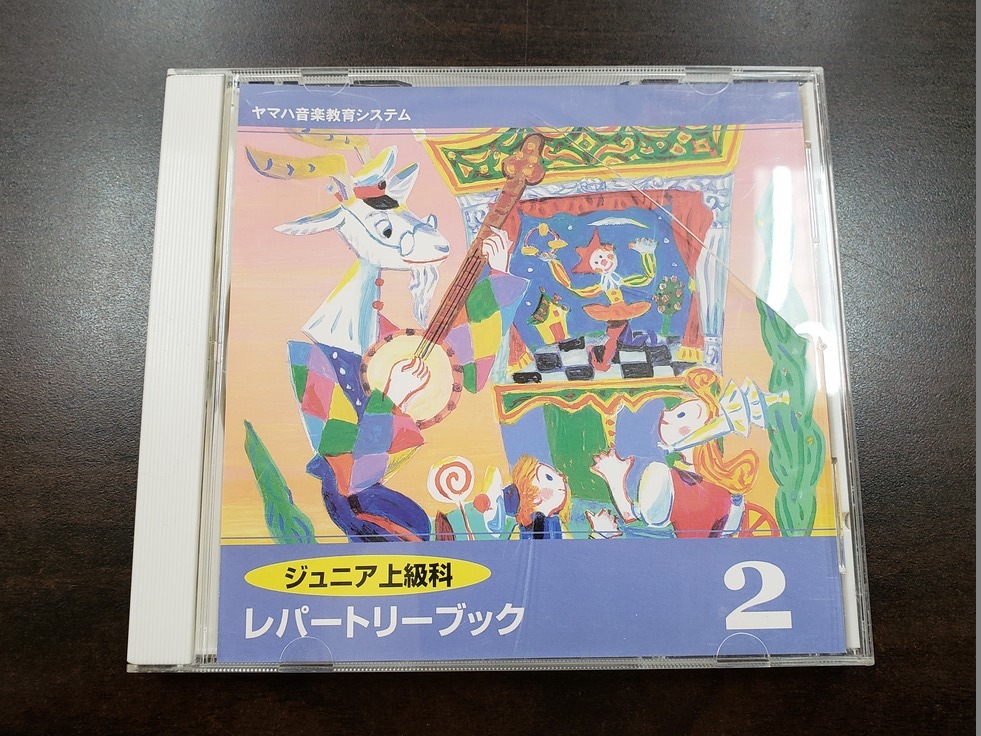 ヤマハ音楽教育システム
ジュニア上級科
レパートリーブック
2